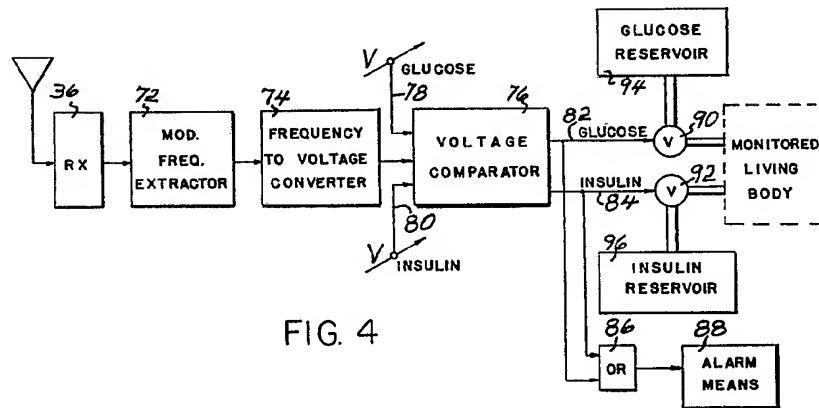 36
RX
72
MOD.
FREQ.
EXTRACTOR
74
FREQUENCY
TO VOLTAGE
CONVERTER
V
GLUCOSE
78
76
VOLTAGE
COMPARATOR
80
V
INSULIN
82
GLUCOSE
INSULIN
84
GLUCOSE
RESERVOIR
94
V
90
V
92
MONITORED
LIVING
BODY
96
INSULIN
RESERVOIR
86
OR
88
ALARM
MEANS
FIG. 4